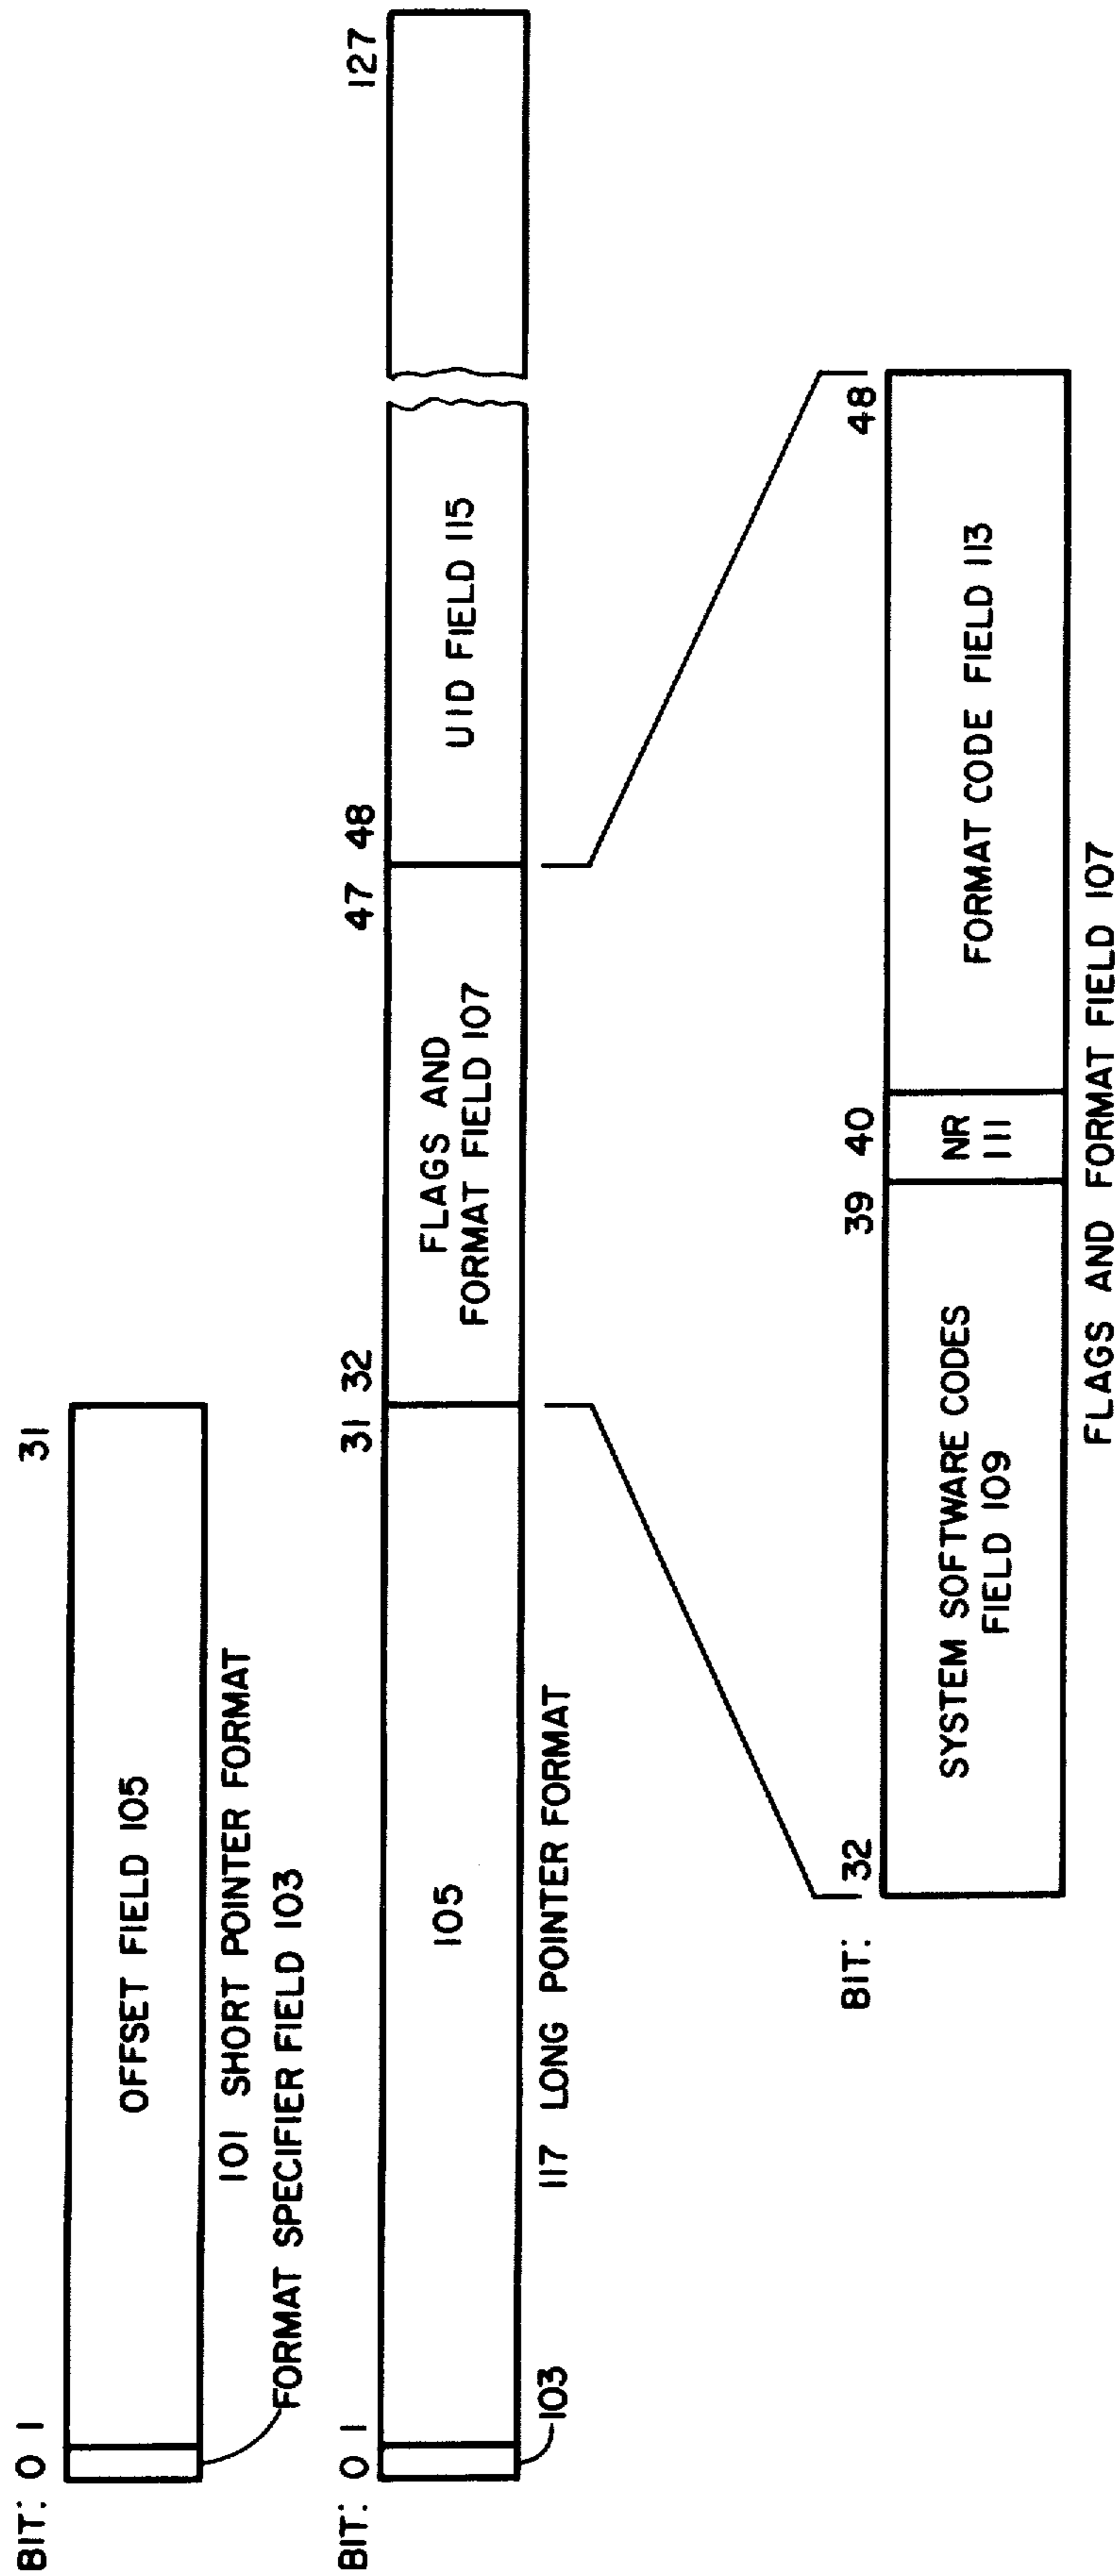 BIT: 0 1 31
OFFSET FIELD 105
101 SHORT POINTER FORMAT
FORMAT SPECIFIER FIELD 103
BIT: 0 1 31 32 47 48 127
105
FLAGS AND
FORMAT FIELD 107
UID FIELD 115
103
117 LONG POINTER FORMAT
BIT: 32 39 40 48
SYSTEM SOFTWARE CODES
FIELD 109
NR
111
FORMAT CODE FIELD 113
FLAGS AND FORMAT FIELD 107